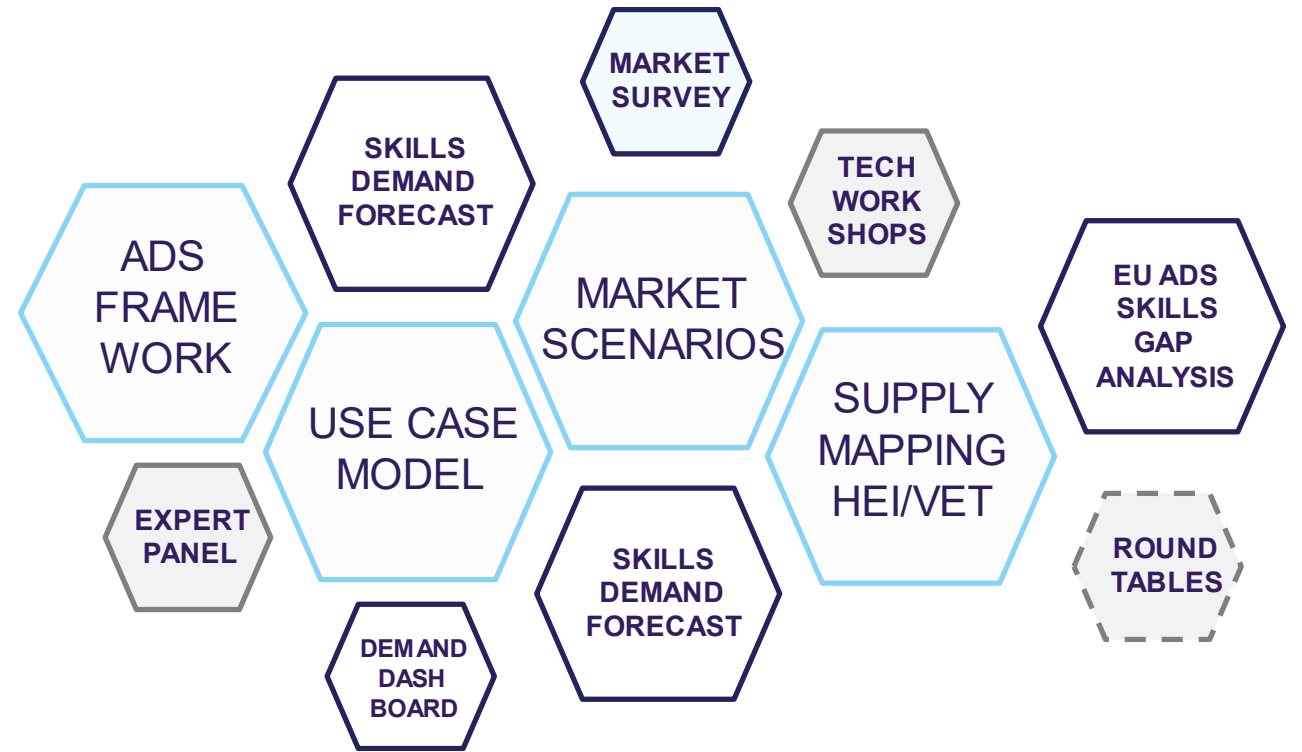 MARKET
SURVEY
SKILLS
DEMAND
FORECAST
TECH
WORK
SHOPS
ADS
FRAME
WORK
MARKET
SCENARIOS
EU ADS
SKILLS
GAP
ANALYSIS
USE CASE
MODEL
SUPPLY
MAPPING
HEI/VET
EXPERT
PANEL
SKILLS
DEMAND
FORECAST
ROUND
TABLES
DEMAND
DASH
BOARD